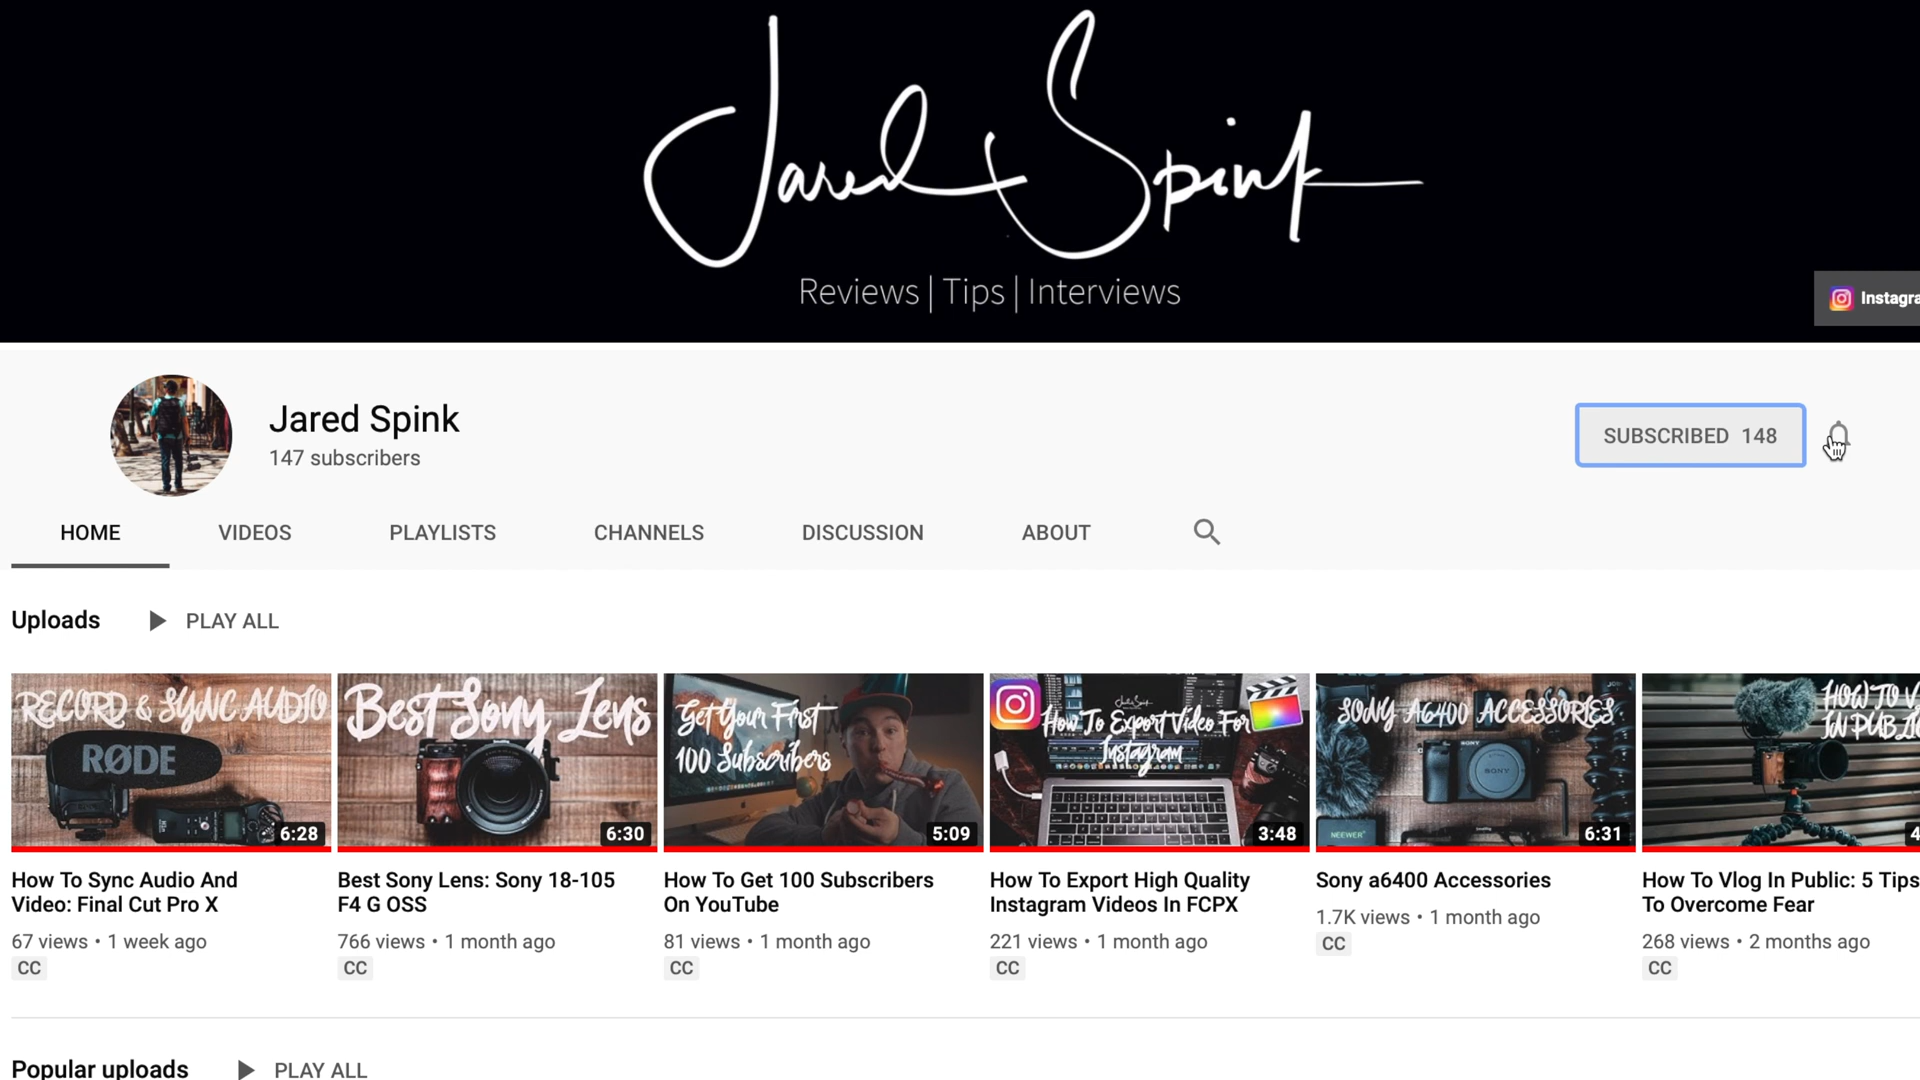 Jared Spink
Reviews | Tips | Interviews
Instagra
Jared Spink
147 subscribers
SUBSCRIBED 148
HOME VIDEOS PLAYLISTS CHANNELS DISCUSSION ABOUT
Uploads PLAY ALL
RECORD & SYNC AUDIO
RØDE
6:28
Best Sony Lens
6:30
Get Your First
100 Subscribers
5:09
How To Export Video For
Instagram
3:48
SONY A6400 ACCESSORIES
SONY
NEEWER
6:31
HOW TO V
IN PUBLIC
4
How To Sync Audio And
Video: Final Cut Pro X
67 views • 1 week ago
CC
Best Sony Lens: Sony 18-105
F4 G OSS
766 views • 1 month ago
CC
How To Get 100 Subscribers
On YouTube
81 views • 1 month ago
CC
How To Export High Quality
Instagram Videos In FCPX
221 views • 1 month ago
CC
Sony a6400 Accessories
1.7K views • 1 month ago
CC
How To Vlog In Public: 5 Tips
To Overcome Fear
268 views • 2 months ago
CC
Popular uploads PLAY ALL